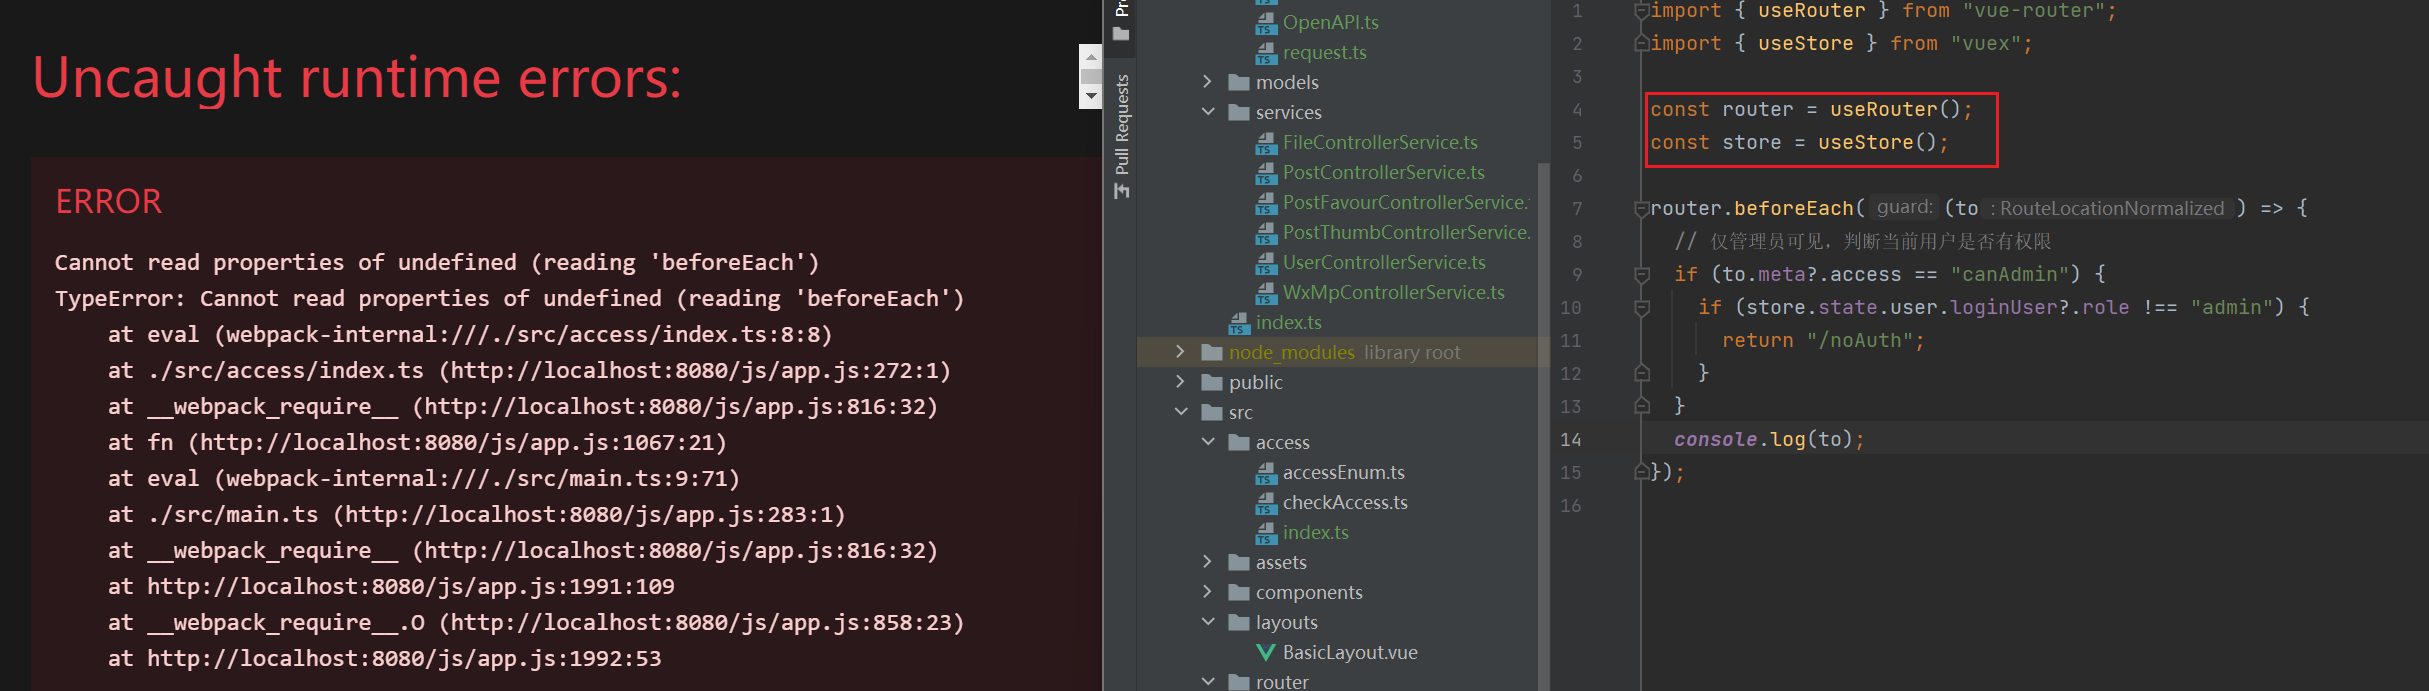 Uncaught runtime errors:
ERROR
Cannot read properties of undefined (reading 'beforeEach')
TypeError: Cannot read properties of undefined (reading 'beforeEach')
    at eval (webpack-internal:///./src/access/index.ts:8:8)
    at ./src/access/index.ts (http://localhost:8080/js/app.js:272:1)
    at __webpack_require__ (http://localhost:8080/js/app.js:816:32)
    at fn (http://localhost:8080/js/app.js:1067:21)
    at eval (webpack-internal:///./src/main.ts:9:71)
    at ./src/main.ts (http://localhost:8080/js/app.js:283:1)
    at __webpack_require__ (http://localhost:8080/js/app.js:816:32)
    at http://localhost:8080/js/app.js:1991:109
    at __webpack_require__.O (http://localhost:8080/js/app.js:858:23)
    at http://localhost:8080/js/app.js:1992:53
Pull Requests
OpenAPI.ts
request.ts
models
services
FileControllerService.ts
PostControllerService.ts
PostFavourControllerService.
PostThumbControllerService.
UserControllerService.ts
WxMpControllerService.ts
index.ts
node_modules library root
public
src
access
accessEnum.ts
checkAccess.ts
index.ts
assets
components
layouts
BasicLayout.vue
router
1 import { useRouter } from "vue-router";
2 import { useStore } from "vuex";
3
4 const router = useRouter();
5 const store = useStore();
6
7 router.beforeEach( guard: (to : RouteLocationNormalized ) => {
8   // 仅管理员可见，判断当前用户是否有权限
9   if (to.meta?.access == "canAdmin") {
10     if (store.state.user.loginUser?.role !== "admin") {
11       return "/noAuth";
12     }
13   }
14   console.log(to);
15 });
16